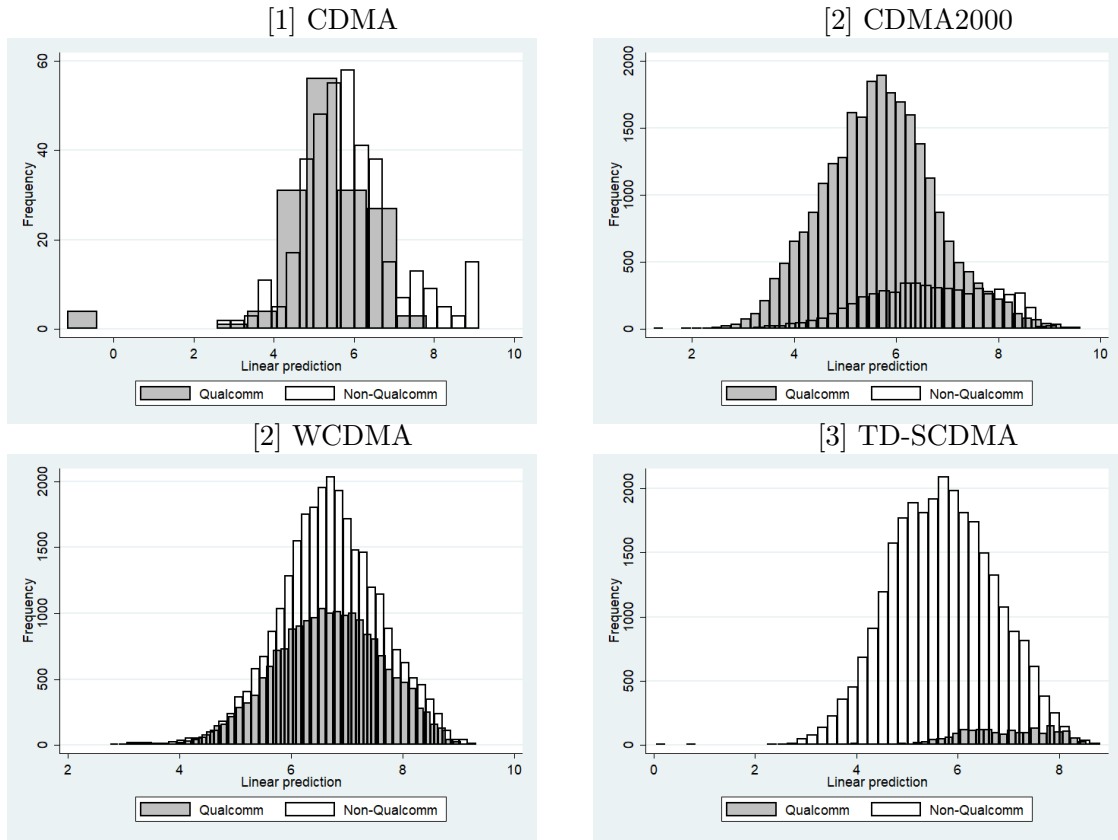 [1] CDMA
60
40
20
0
Frequency
0 2 4 6 8 10
Linear prediction
Qualcomm Non-Qualcomm
[2] CDMA2000
2000
1500
1000
500
0
Frequency
2 4 6 8 10
Linear prediction
Qualcomm Non-Qualcomm
[2] WCDMA
2000
1500
1000
500
0
Frequency
2 4 6 8 10
Linear prediction
Qualcomm Non-Qualcomm
[3] TD-SCDMA
2000
1500
1000
500
0
Frequency
0 2 4 6 8
Linear prediction
Qualcomm Non-Qualcomm